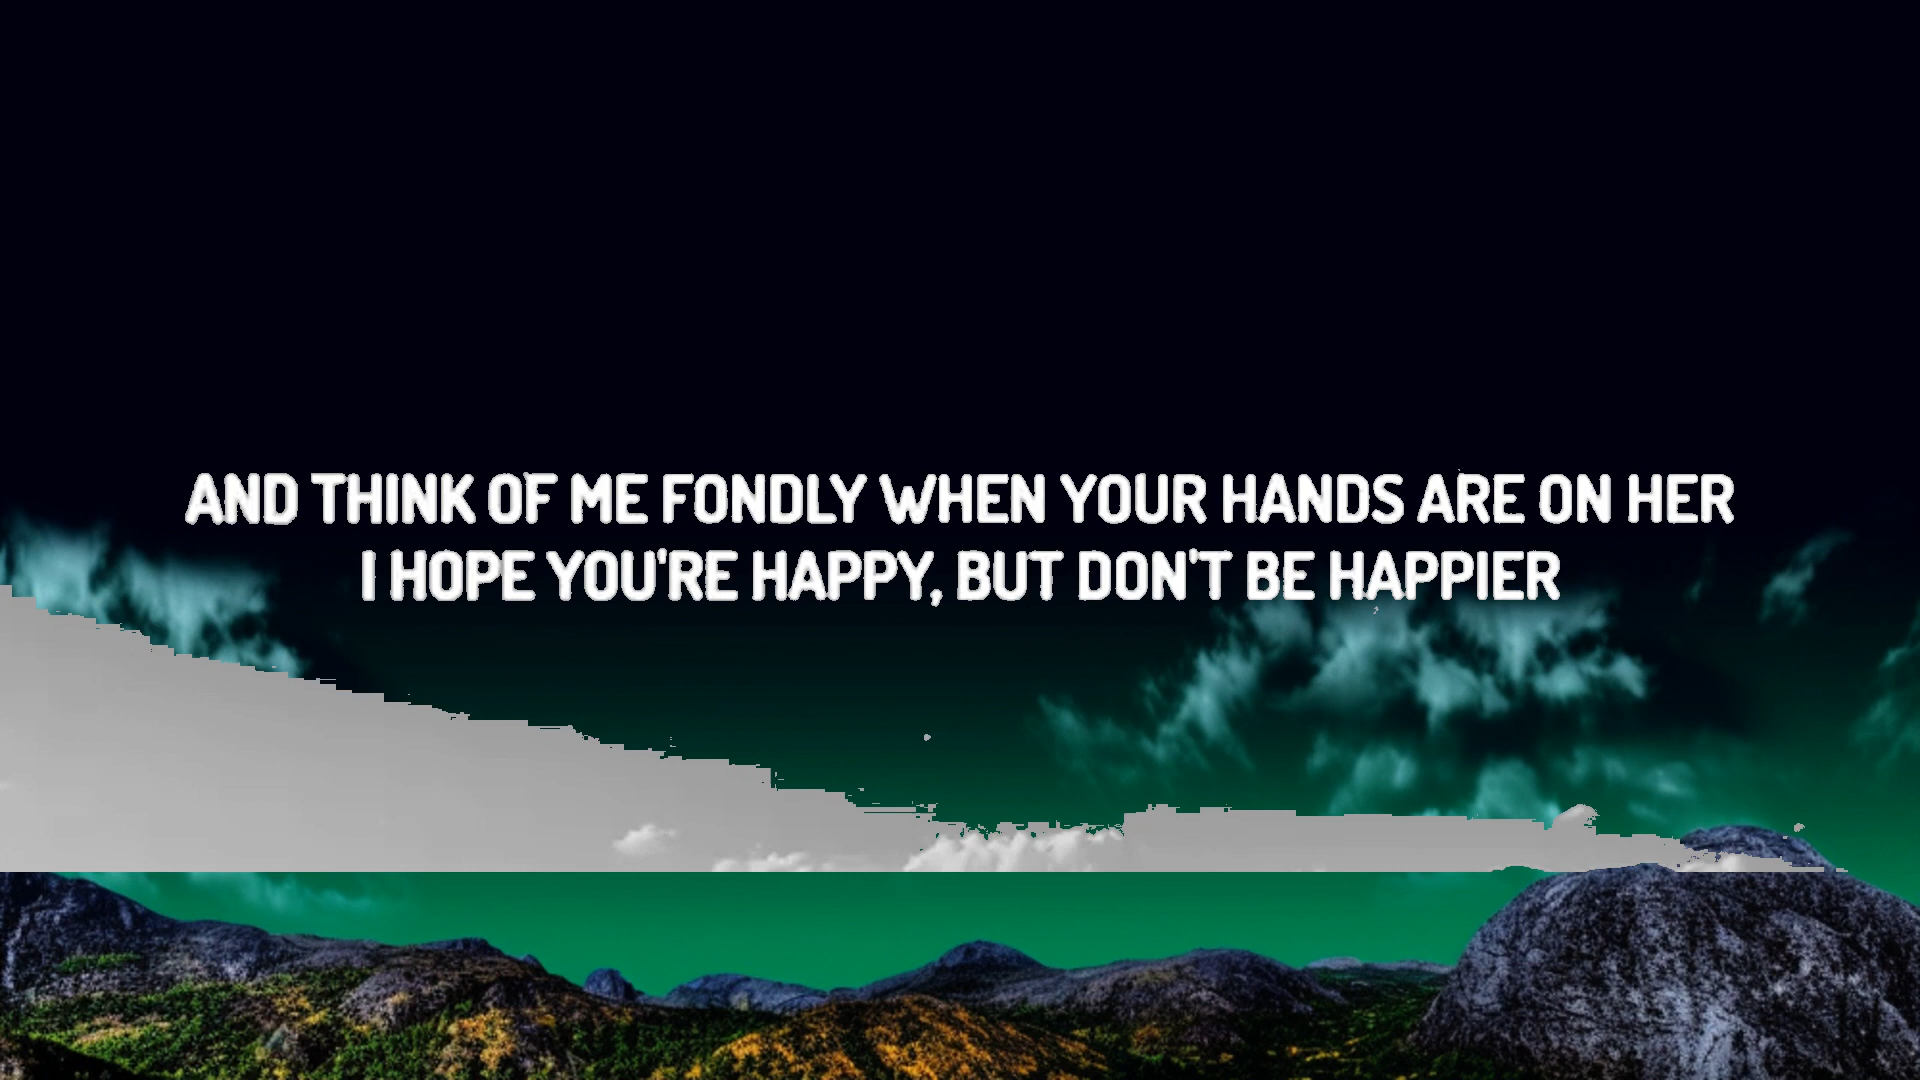 AND THINK OF ME FONDLY WHEN YOUR HANDS ARE ON HER
I HOPE YOU'RE HAPPY, BUT DON'T BE HAPPIER